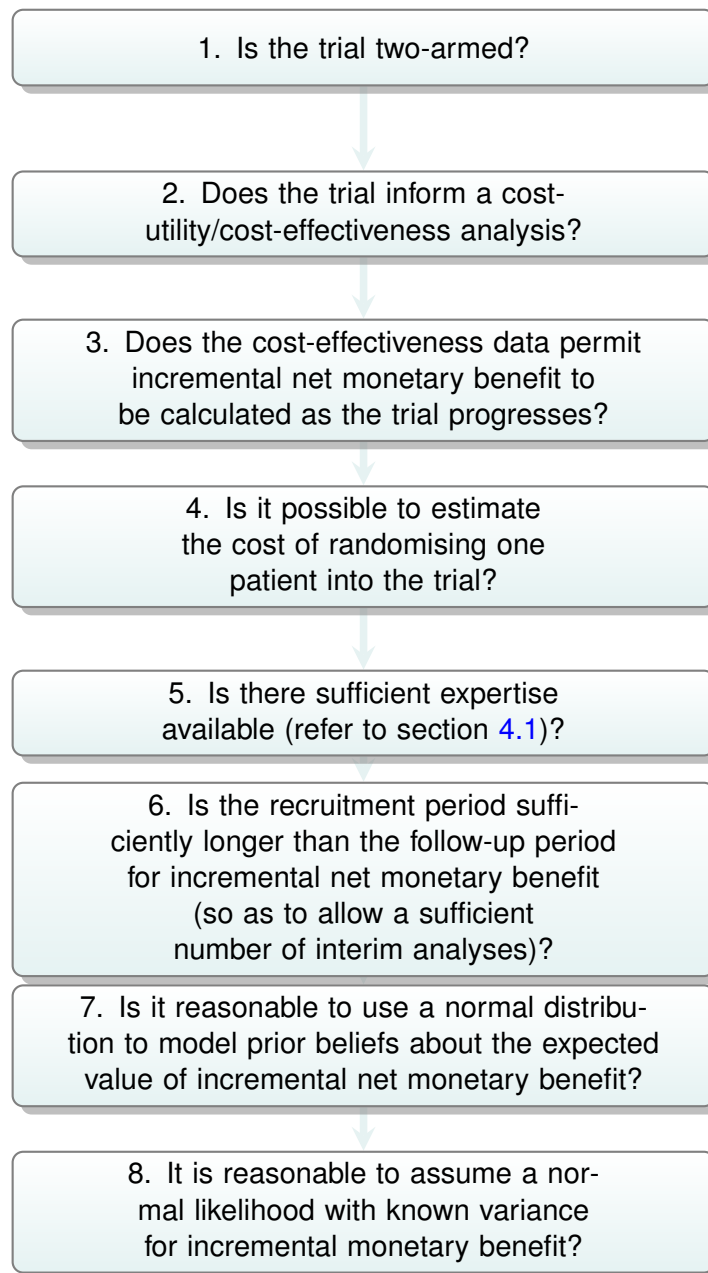 1. Is the trial two-armed?
2. Does the trial inform a cost-
utility/cost-effectiveness analysis?
3. Does the cost-effectiveness data permit
incremental net monetary benefit to
be calculated as the trial progresses?
4. Is it possible to estimate
the cost of randomising one
patient into the trial?
5. Is there sufficient expertise
available (refer to section 4.1)?
6. Is the recruitment period suffi-
ciently longer than the follow-up period
for incremental net monetary benefit
(so as to allow a sufficient
number of interim analyses)?
7. Is it reasonable to use a normal distribu-
tion to model prior beliefs about the expected
value of incremental net monetary benefit?
8. It is reasonable to assume a nor-
mal likelihood with known variance
for incremental monetary benefit?